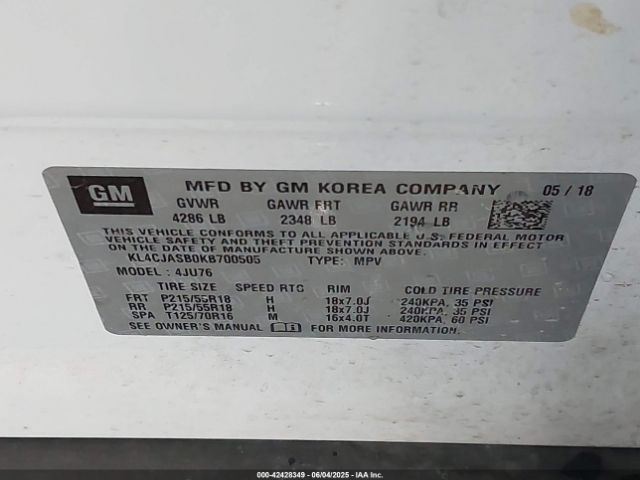 GM MFD BY GM KOREA COMPANY 05 / 18
GVWR GAWR FRT GAWR RR
4286 LB 2348 LB 2194 LB
THIS VEHICLE CONFORMS TO ALL APPLICABLE U.S. FEDERAL MOTOR
VEHICLE SAFETY AND THEFT PREVENTION STANDARDS IN EFFECT
ON THE DATE OF MANUFACTURE SHOWN ABOVE.
KL4CJASB0KB700505 TYPE: MPV
MODEL: 4JU76
TIRE SIZE SPEED RTG RIM COLD TIRE PRESSURE
FRT P215/55R18 H 18x7.0J 240KPA, 35 PSI
RR P215/55R18 H 18x7.0J 240KPA, 35 PSI
SPA T125/70R16 M 16x4.0T 420KPA, 60 PSI
SEE OWNER'S MANUAL FOR MORE INFORMATION.
000-42428349 | 06/04/2025 - IAA Inc.